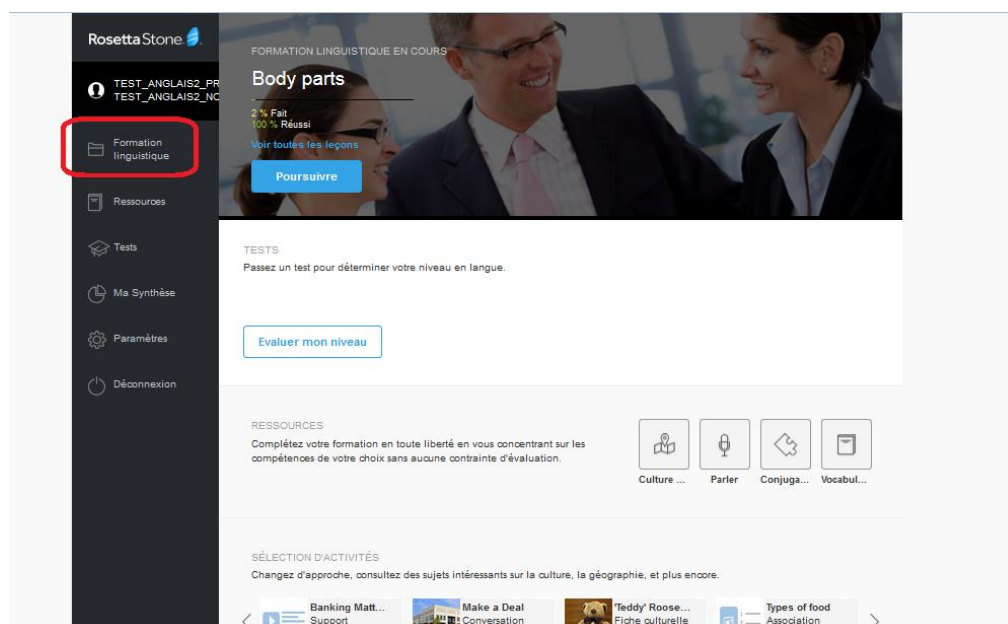 RosettaStone
TEST_ANGLAIS2_PR
TEST_ANGLAIS2_NO
Formation
linguistique
Ressources
Tests
Ma Synthèse
Paramètres
Déconnexion
FORMATION LINGUISTIQUE EN COURS
Body parts
2 % Fait
100 % Réussi
Voir toutes les leçons
Poursuivre
TESTS
Passez un test pour déterminer votre niveau en langue.
Evaluer mon niveau
RESSOURCES
Complétez votre formation en toute liberté en vous concentrant sur les
compétences de votre choix sans aucune contrainte d'évaluation.
Culture ...
Parler
Conjuga...
Vocabul...
SÉLECTION D'ACTIVITÉS
Changez d'approche, consultez des sujets intéressants sur la culture, la géographie, et plus encore.
Banking Matt...
Support
Make a Deal
Conversation
'Teddy' Roose...
Fiche culturelle
Types of food
Association